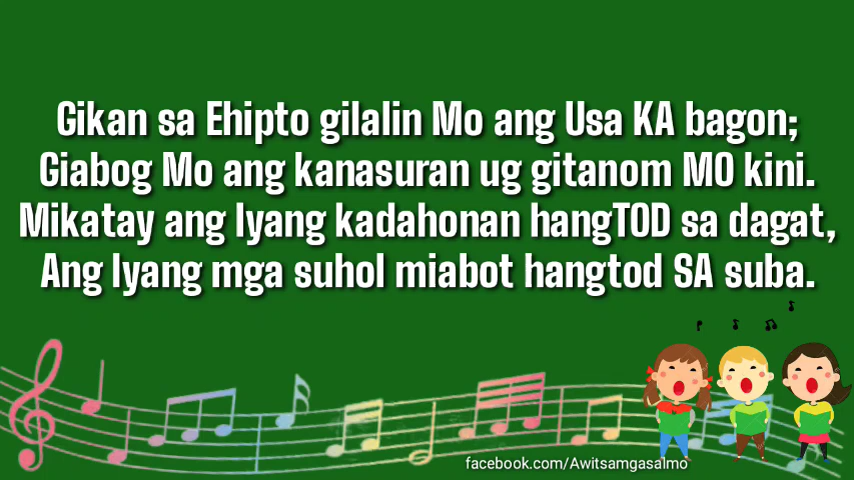 Gikan sa Ehipto gilalin Mo ang Usa KA bagon;
Giabog Mo ang kanasuran ug gitanom MO kini.
Mikatay ang Iyang kadahonan hangTOD sa dagat,
Ang Iyang mga suhol miabot hangtod SA suba.
facebook.com/Awitsamgasalmo